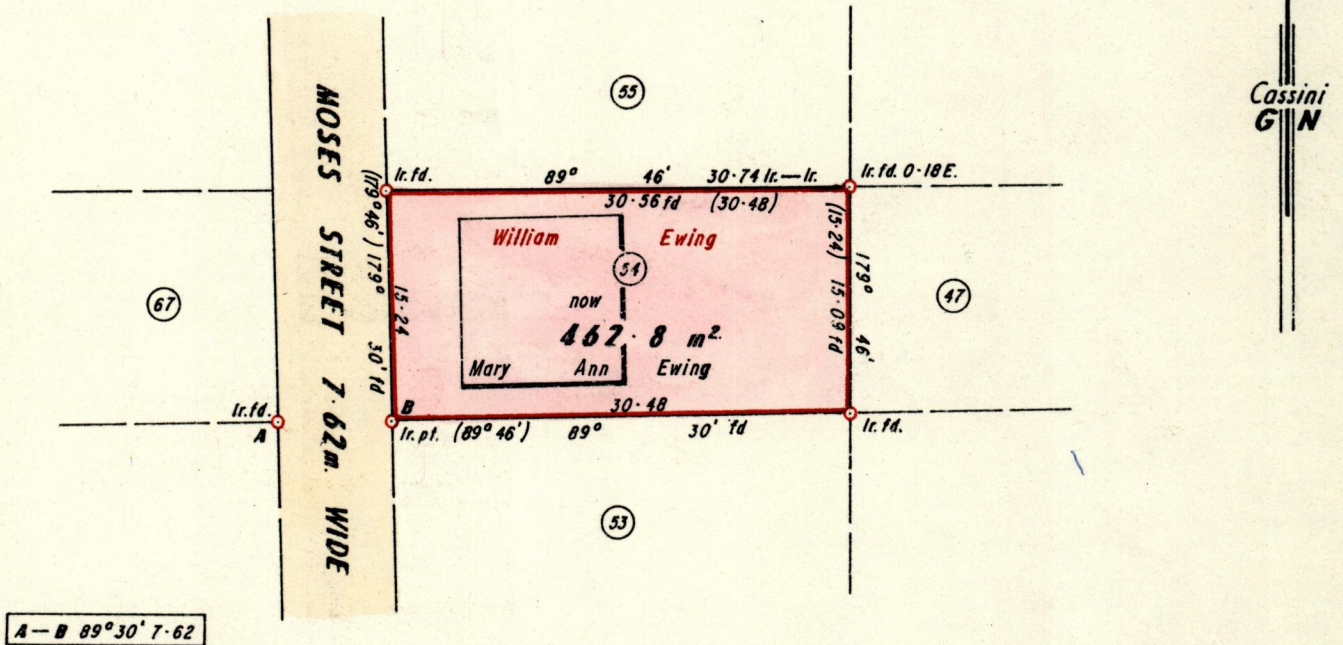 55
Cassini
G N
MOSES STREET 7·62m. WIDE
(179° 46') 179° 30' fd
Ir. fd. 89° 46' 30·74 Ir.—Ir. Ir. fd. 0·18E.
30·56 fd (30·48)
William Ewing
54
now
462·8 m².
Mary Ann Ewing
15·24
(15·24) 15·09 fd
179° 46'
67
47
30·48
Ir. fd.
A
B
Ir. pt. (89° 46') 89° 30' fd
Ir. fd.
53
A — B 89° 30' 7·62